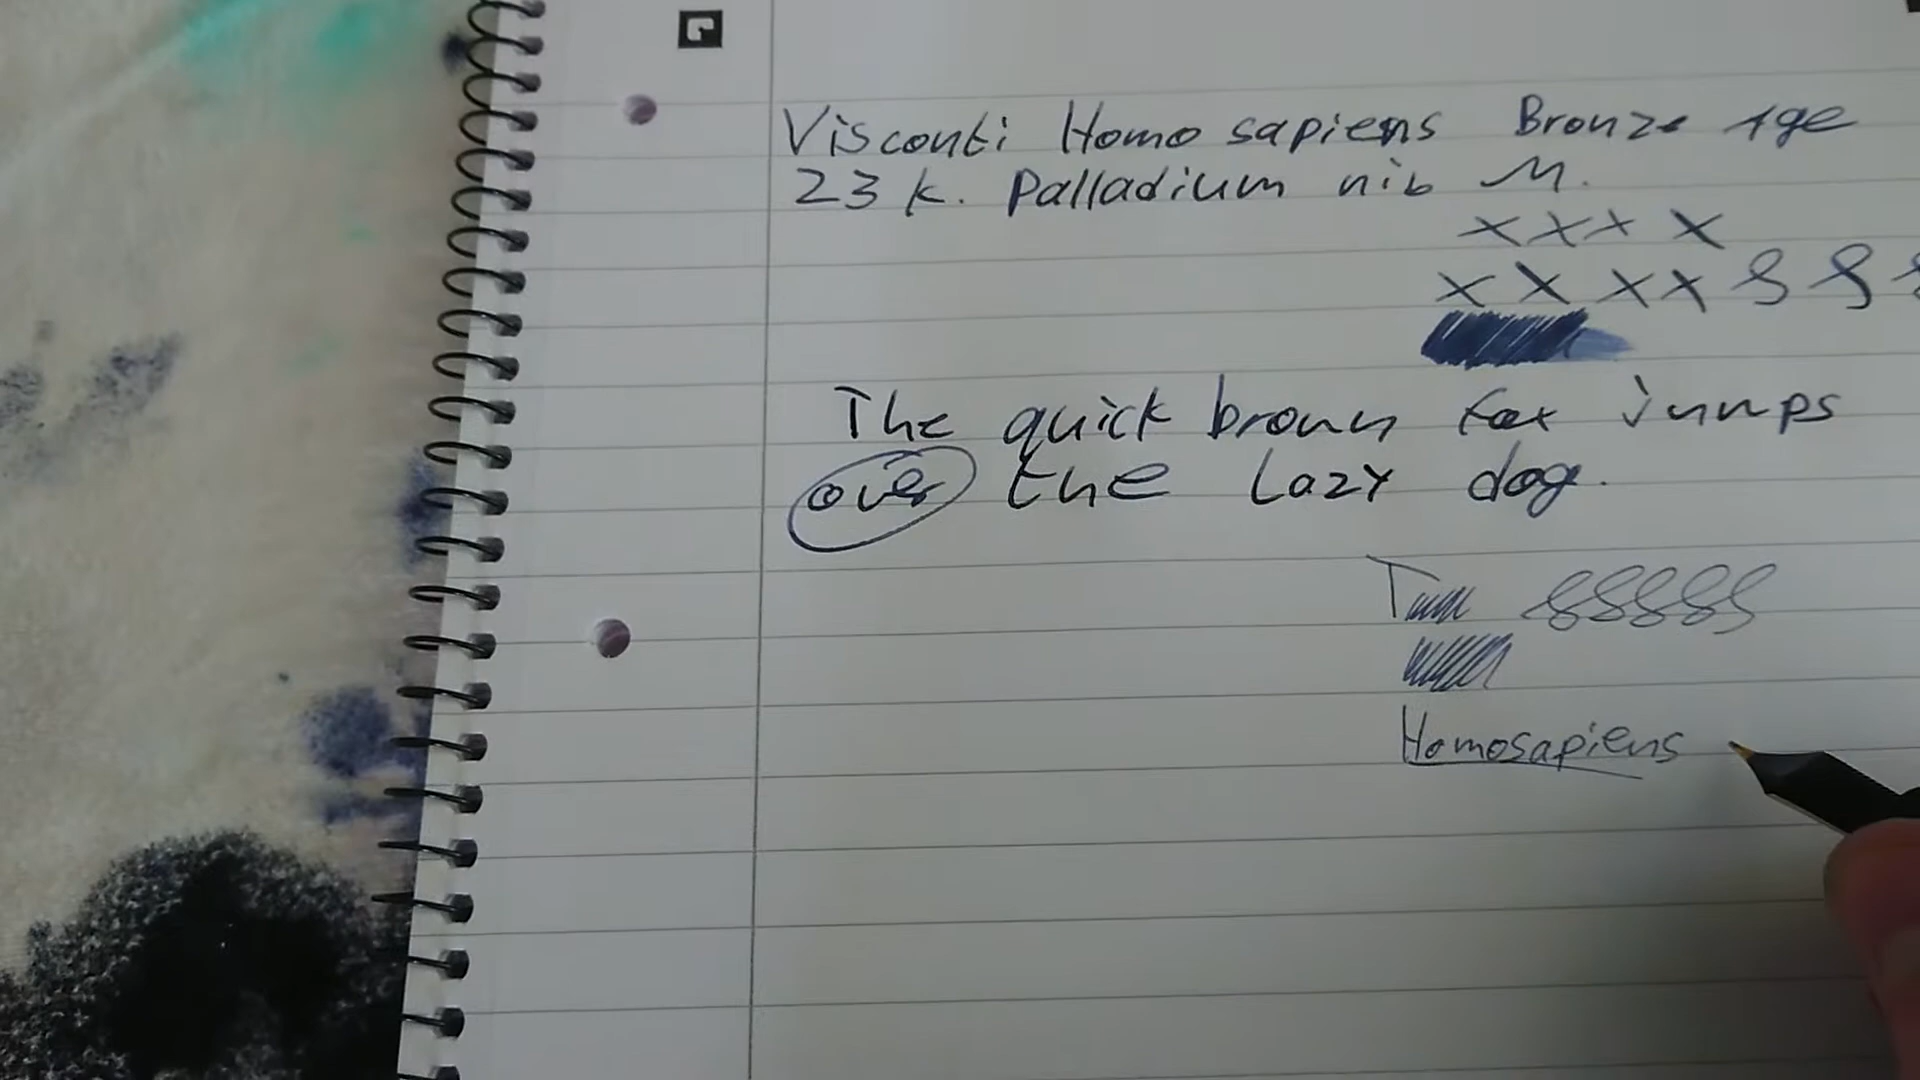 Visconti Homo sapiens Bronze Age
23 k. Palladium nib M.
x x x x
x x x x
The quick brown fox jumps
over the lazy dog.
Homosapiens